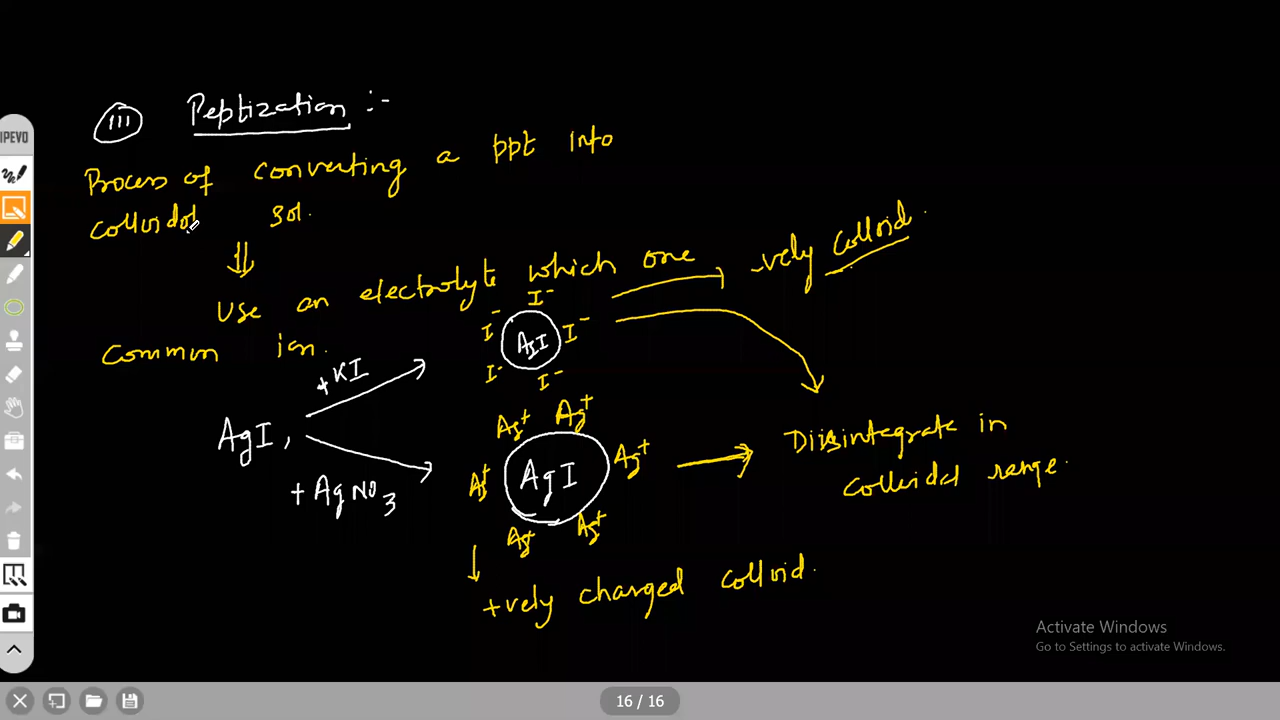 IPEVO
III Peptization :-
Process of converting a ppt into
colloidal sol.
⇓
Use an electrolyte which one
common ion.
-vely colloid.
I⁻ I⁻ I⁻ I⁻ I⁻
AgI
+KI
AgI,
+AgNO3
Ag⁺ Ag⁺ Ag⁺ Ag⁺ Ag⁺ Ag⁺
AgI
Disintegrate in
colloidal range.
+vely charged colloid.
Activate Windows
Go to Settings to activate Windows.
16 / 16